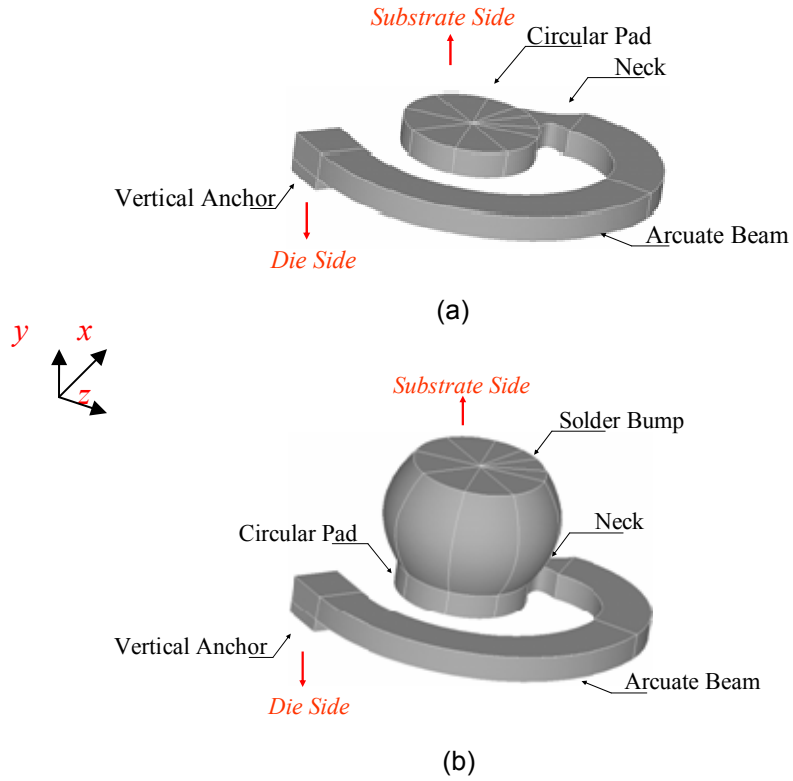 Substrate Side
Circular Pad
Neck
Vertical Anchor
Arcuate Beam
Die Side
(a)
y
x
z
Substrate Side
Solder Bump
Circular Pad
Neck
Vertical Anchor
Arcuate Beam
Die Side
(b)